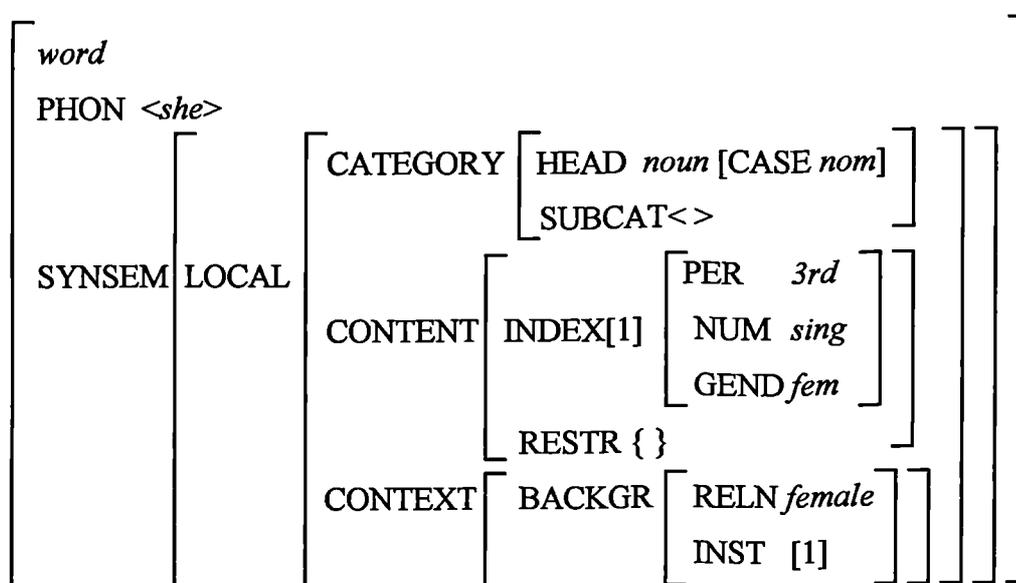 word
PHON <she>
CATEGORY HEAD noun [CASE nom]
SUBCAT< >
SYNSEM LOCAL
PER 3rd
CONTENT INDEX[1] NUM sing
GEND fem
RESTR { }
CONTEXT BACKGR RELN female
INST [1]